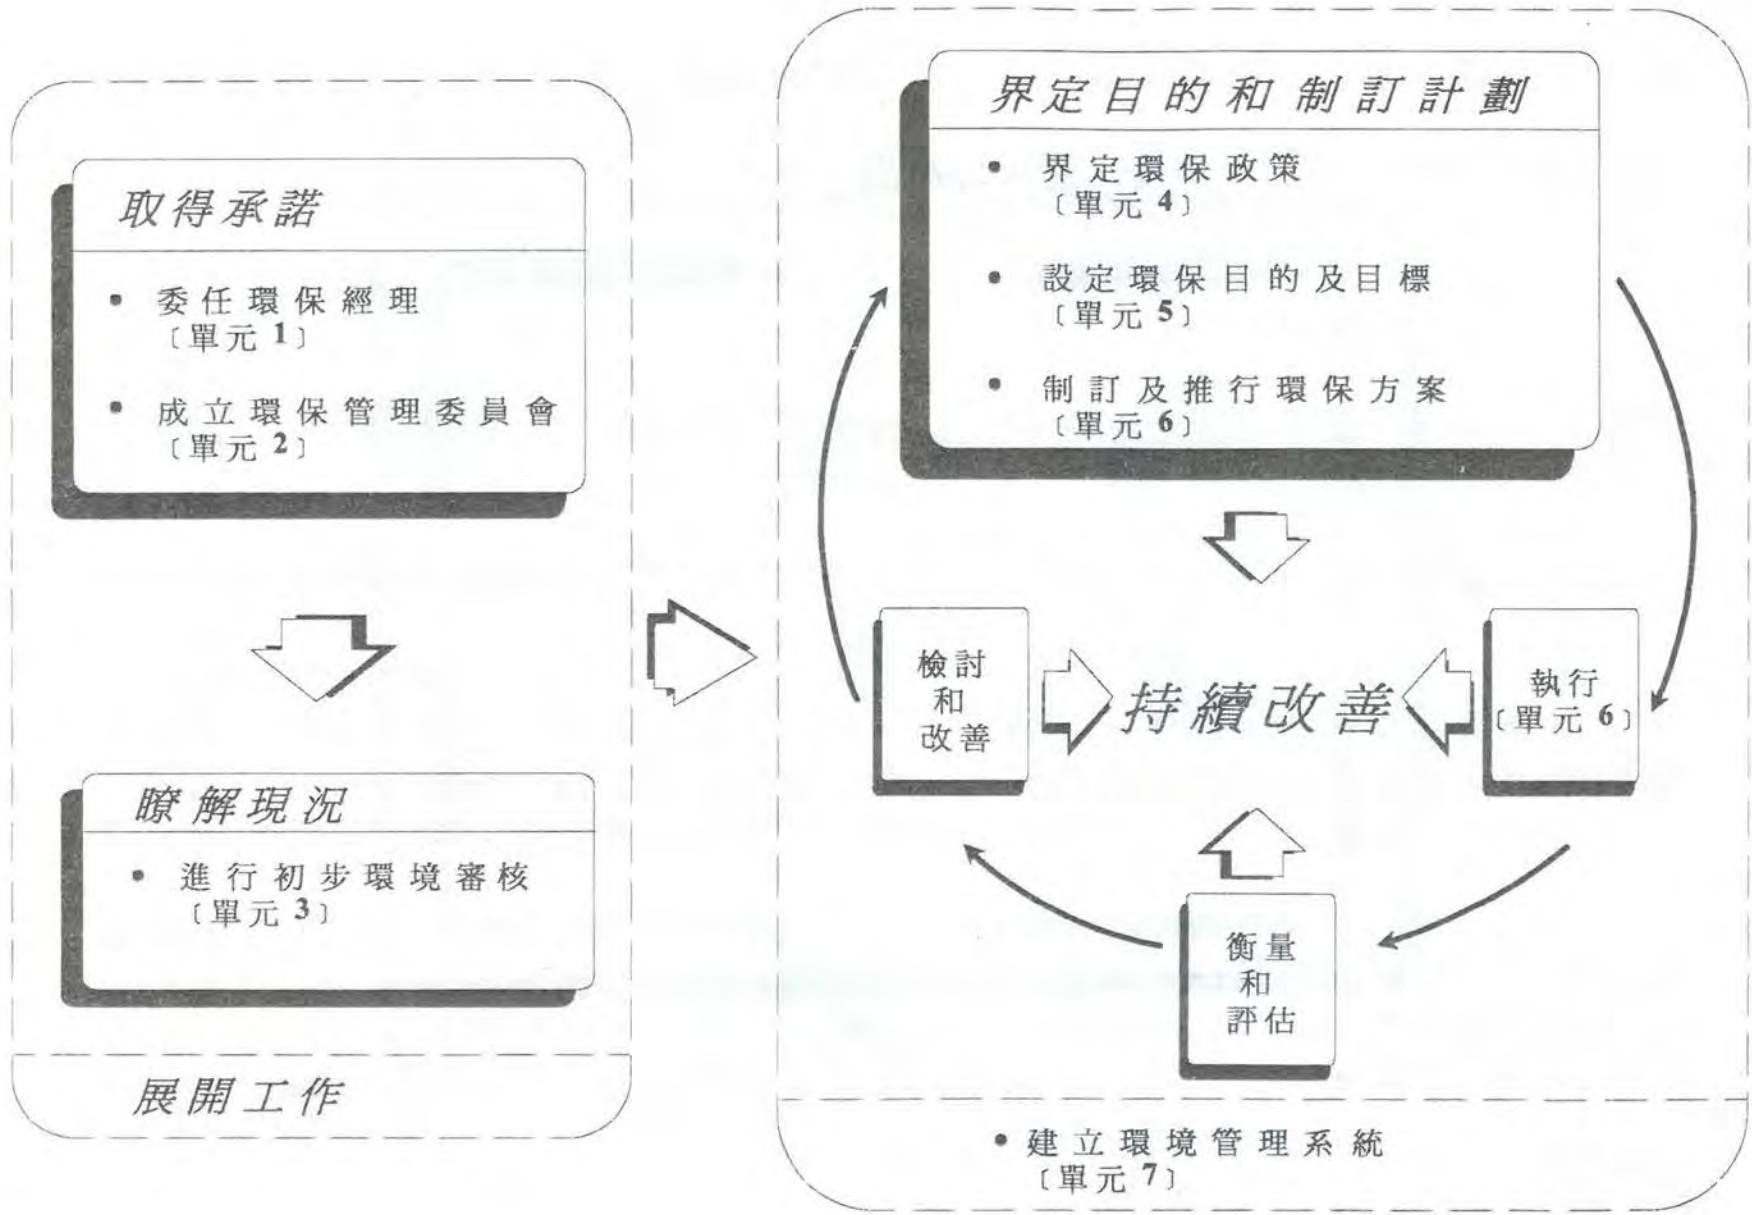 取得承諾
• 委任環保經理
〔單元 1〕
• 成立環保管理委員會
〔單元 2〕
瞭解現況
• 進行初步環境審核
〔單元 3〕
展開工作
界定目的和制訂計劃
• 界定環保政策
〔單元 4〕
• 設定環保目的及目標
〔單元 5〕
• 制訂及推行環保方案
〔單元 6〕
檢討
和
改善
持續改善
執行
〔單元 6〕
衡量
和
評估
• 建立環境管理系統
〔單元 7〕